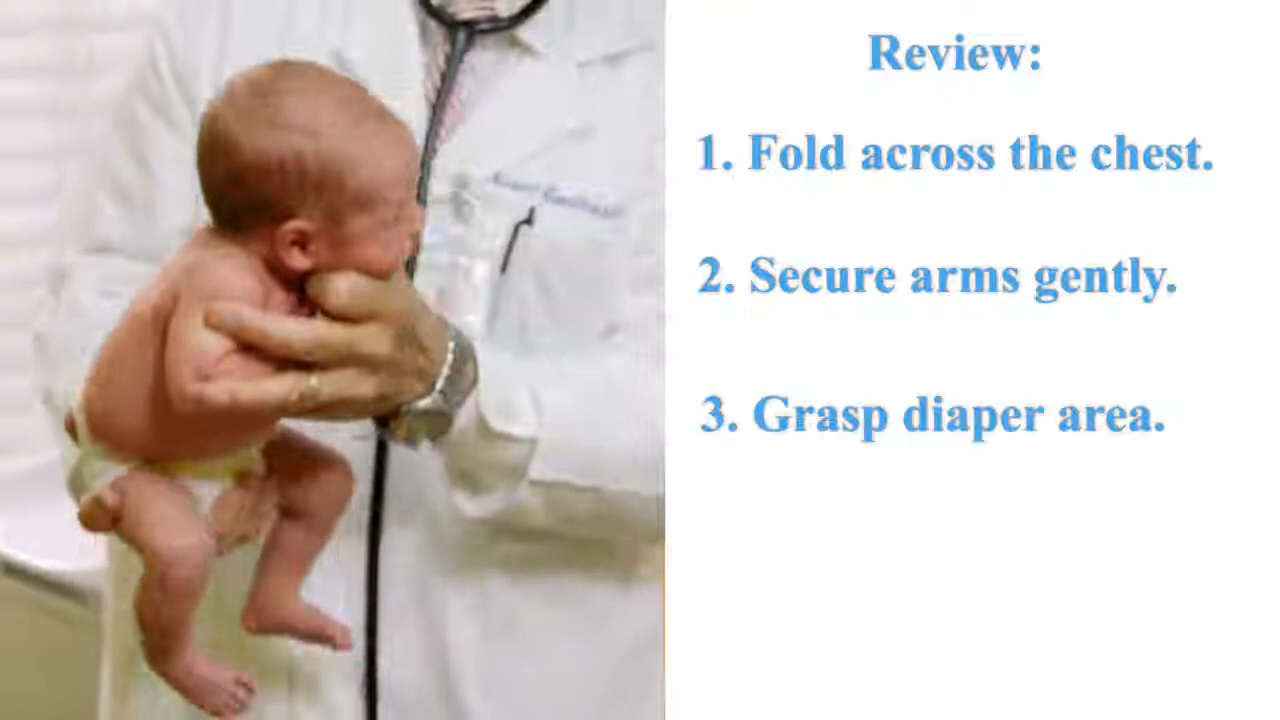 Review:
1. Fold across the chest.
2. Secure arms gently.
3. Grasp diaper area.